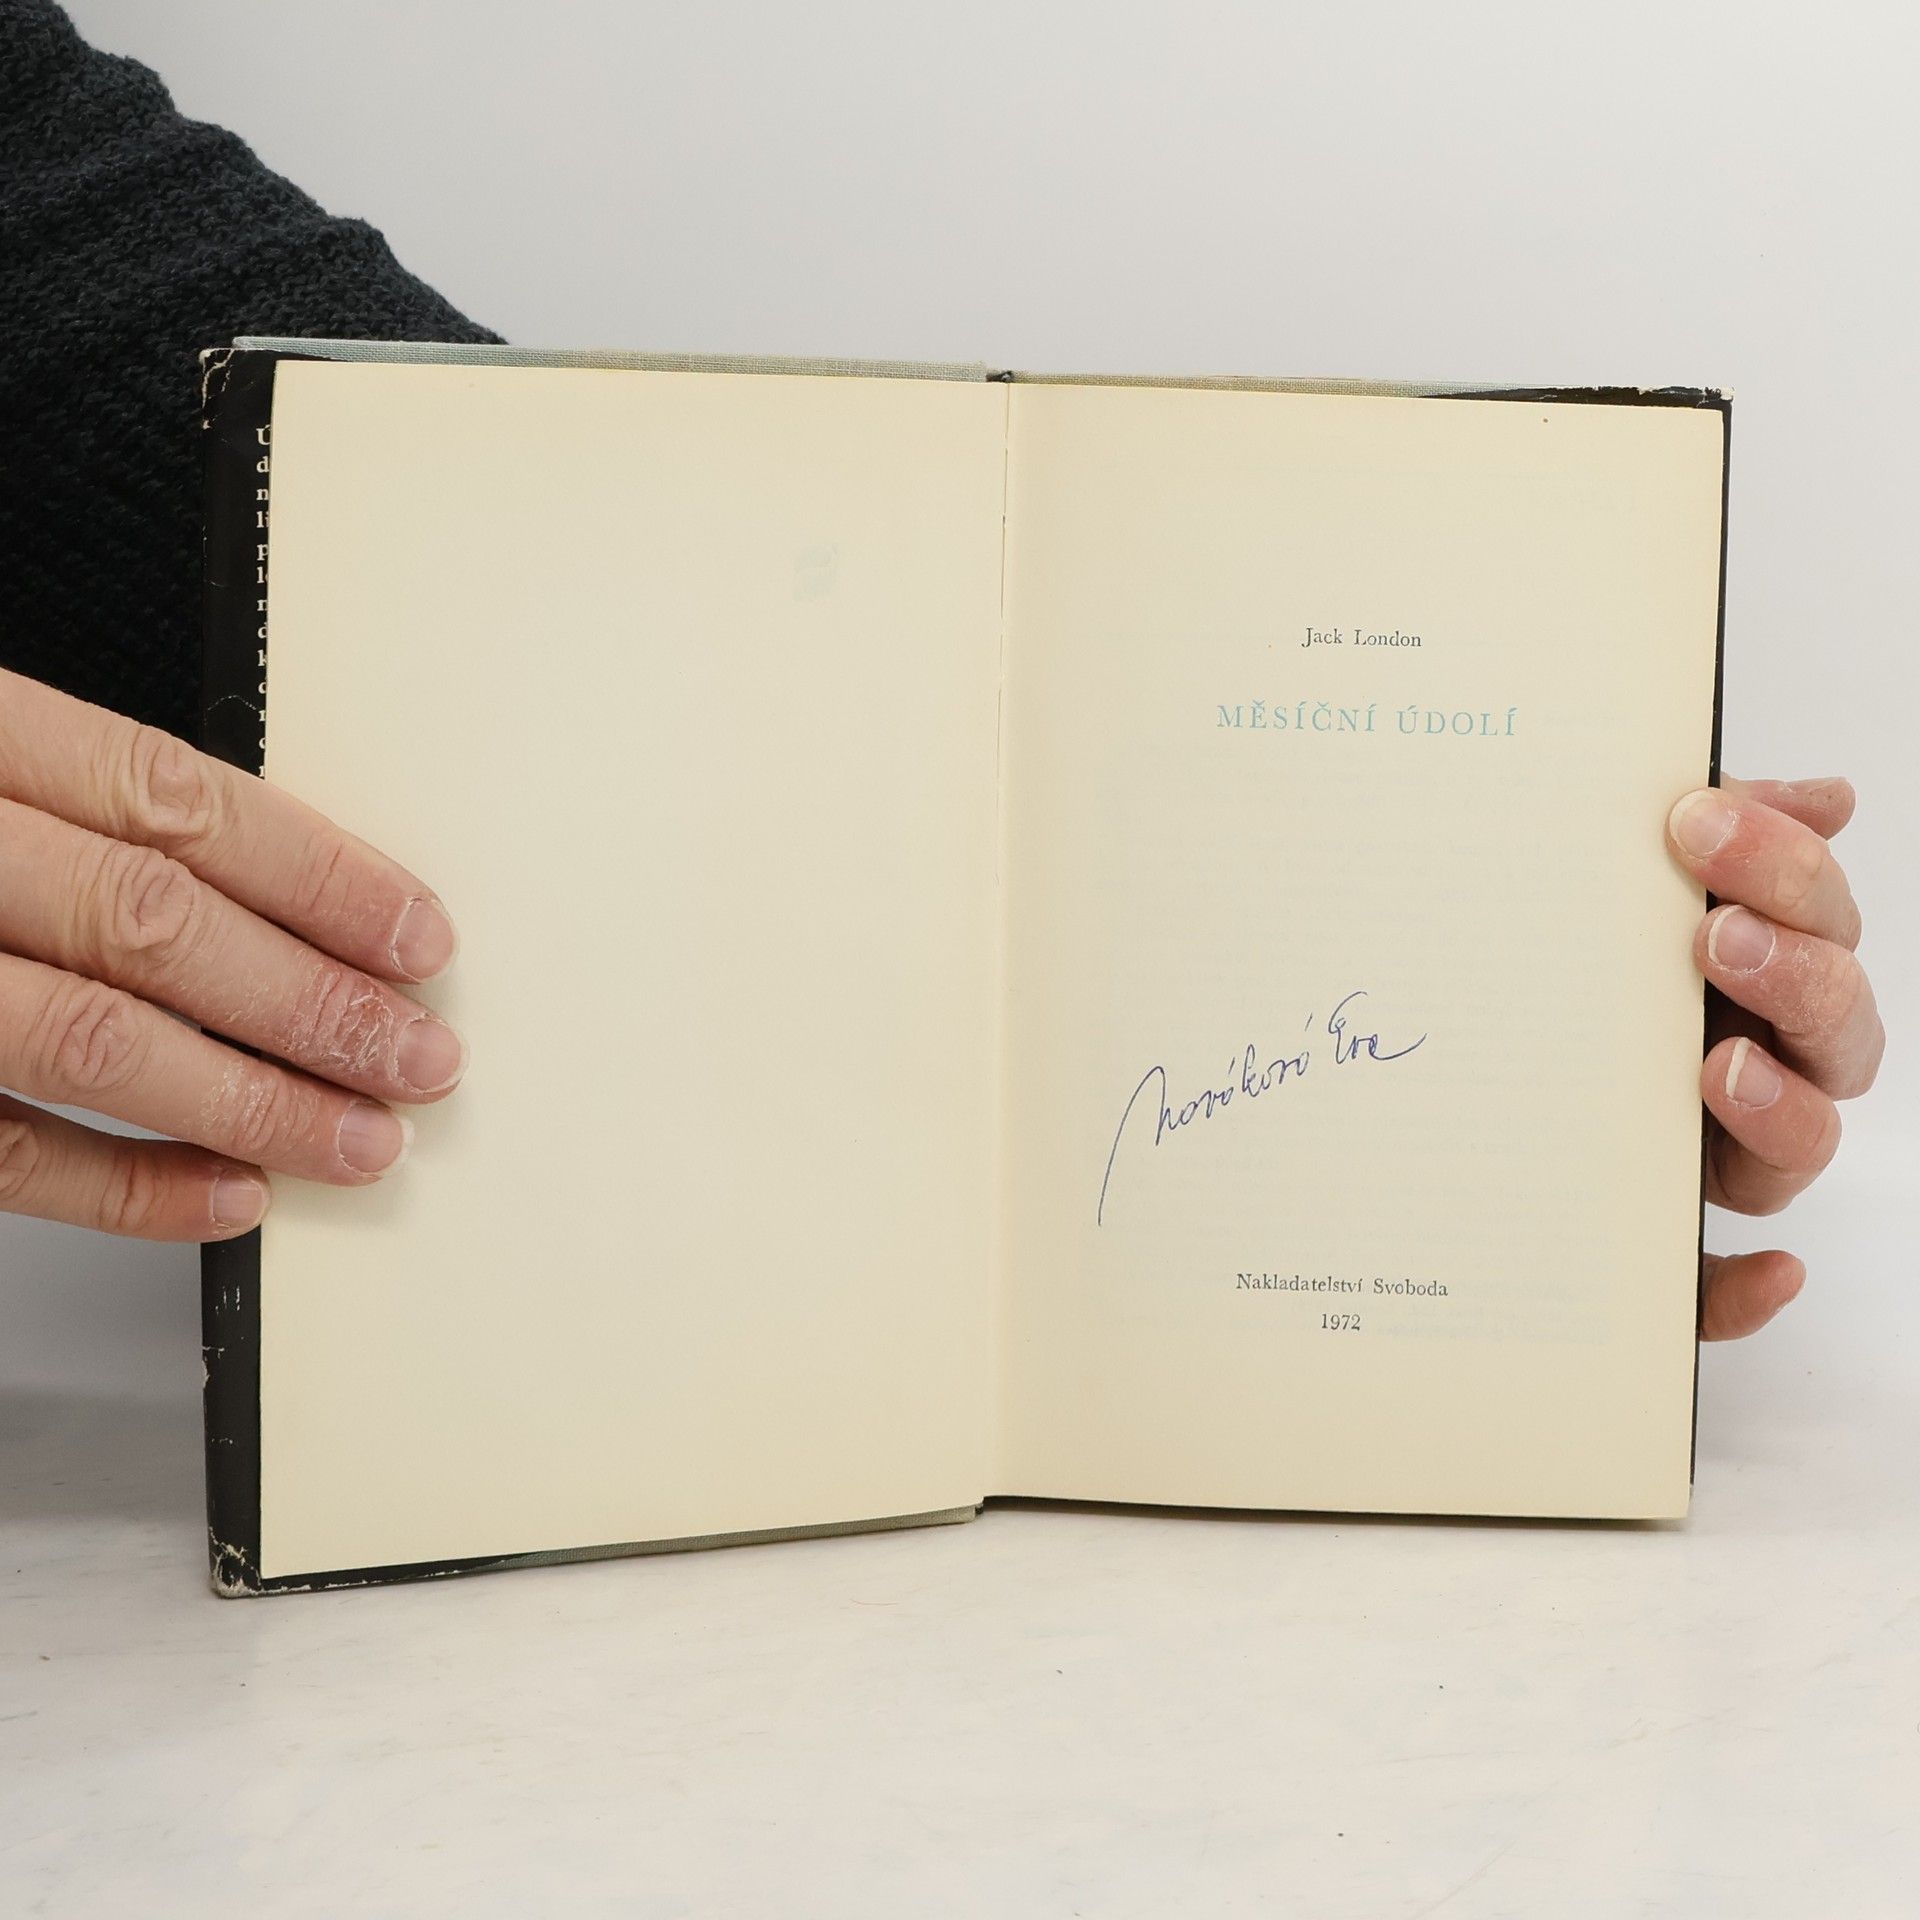 Jack London
MĚSÍČNÍ ÚDOLÍ
Nováková Eva
Nakladatelství Svoboda
1972